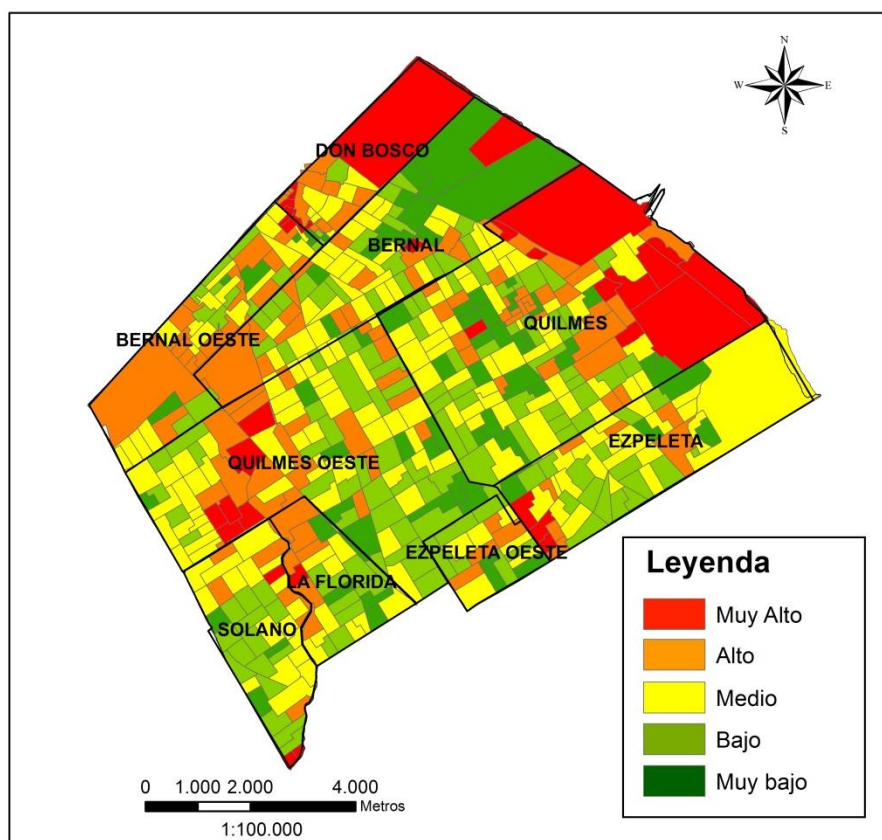 N
W E
S
DON BOSCO
BERNAL
QUILMES
BERNAL OESTE
EZPELETA
QUILMES OESTE
EZPELETA OESTE
LA FLORIDA
SOLANO
Leyenda
Muy Alto
Alto
Medio
Bajo
Muy bajo
0 1.000 2.000 4.000
Metros
1:100.000